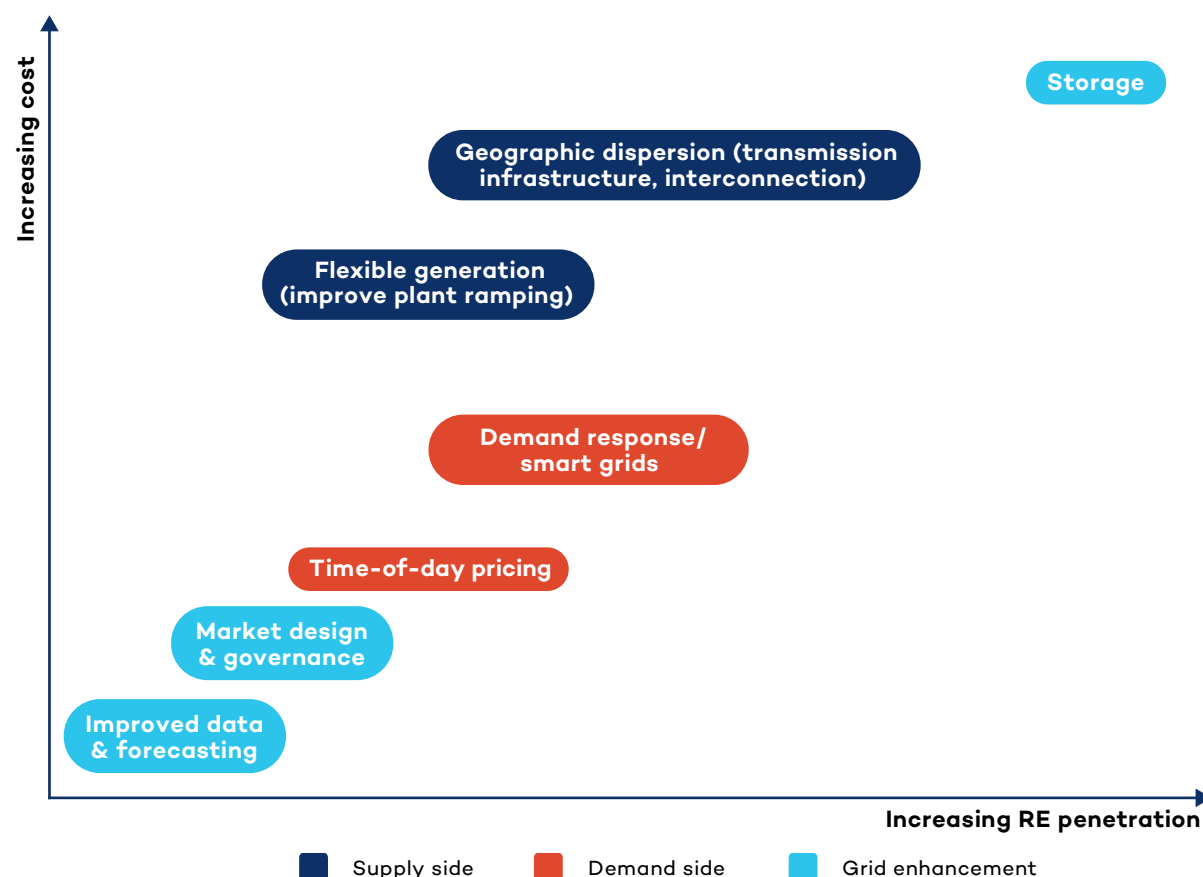 Increasing cost
Storage
Geographic dispersion (transmission
infrastructure, interconnection)
Flexible generation
(improve plant ramping)
Demand response/
smart grids
Time-of-day pricing
Market design
& governance
Improved data
& forecasting
Increasing RE penetration
Supply side
Demand side
Grid enhancement